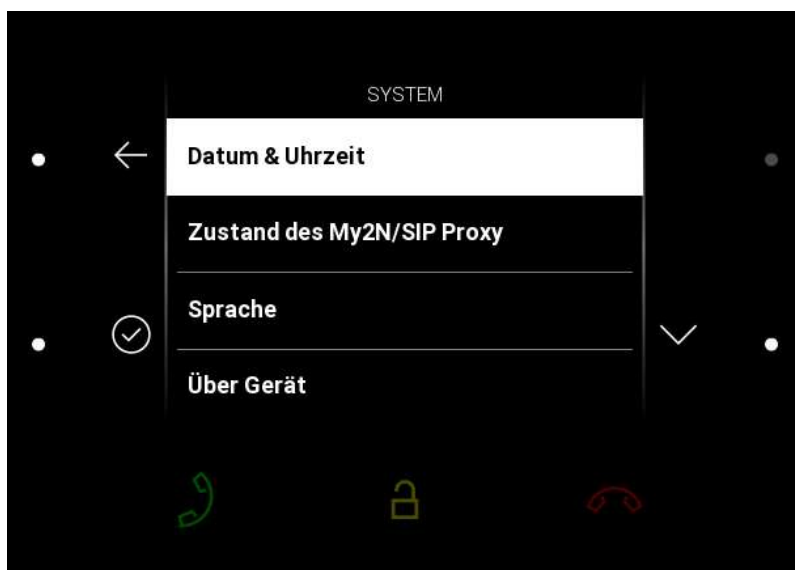 SYSTEM
Datum & Uhrzeit
Zustand des My2N/SIP Proxy
Sprache
Über Gerät